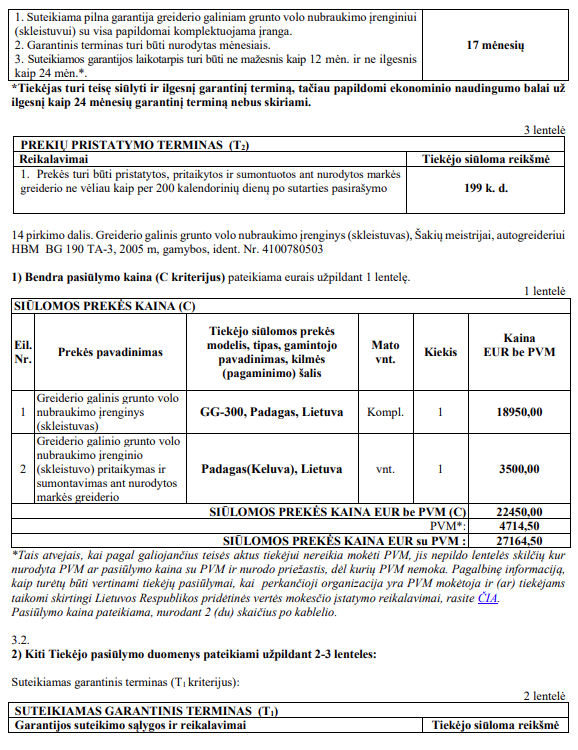 1. Suteikiama pilna garantija greiderio galiniam grunto volo nubraukimo įrenginiui
(skleistuvui) su visa papildomai komplektuojama įranga.
2. Garantinis terminas turi būti nurodytas mėnesiais.
3. Suteikiamos garantijos laikotarpis turi būti ne mažesnis kaip 12 mėn. ir ne ilgesnis
kaip 24 mėn.*.
17 mėnesių
*Tiekėjas turi teisę siūlyti ir ilgesnį garantinį terminą, tačiau papildomi ekonominio naudingumo balai už
ilgesnį kaip 24 mėnesių garantinį terminą nebus skiriami.
3 lentelė
PREKIŲ PRISTATYMO TERMINAS (T2)
Reikalavimai Tiekėjo siūloma reikšmė
1. Prekės turi būti pristatytos, pritaikytos ir sumontuotos ant nurodytos markės
greiderio ne vėliau kaip per 200 kalendorinių dienų po sutarties pasirašymo
199 k. d.
14 pirkimo dalis. Greiderio galinis grunto volo nubraukimo įrenginys (skleistuvas), Šakių meistrijai, autogreideriui
HBM BG 190 TA-3, 2005 m, gamybos, ident. Nr. 4100780503
1) Bendra pasiūlymo kaina (C kriterijus) pateikiama eurais užpildant 1 lentelę.
1 lentelė
SIŪLOMOS PREKĖS KAINA (C)
Eil.
Nr.
Prekės pavadinimas
Tiekėjo siūlomos prekės
modelis, tipas, gamintojo
pavadinimas, kilmės
(pagaminimo) šalis
Mato
vnt.
Kiekis
Kaina
EUR be PVM
1
Greiderio galinis grunto volo
nubraukimo įrenginys
(skleistuvas)
GG-300, Padagas, Lietuva
Kompl.
1
18950,00
2
Greiderio galinio grunto volo
nubraukimo įrenginio
(skleistuvo) pritaikymas ir
sumontavimas ant nurodytos
markės greiderio
Padagas(Keluva), Lietuva
vnt.
1
3500,00
SIŪLOMOS PREKĖS KAINA EUR be PVM (C) 22450,00
PVM*: 4714,50
SIŪLOMOS PREKĖS KAINA EUR su PVM : 27164,50
*Tais atvejais, kai pagal galiojančius teisės aktus tiekėjui nereikia mokėti PVM, jis nepildo lentelės skilčių kur
nurodyta PVM ar pasiūlymo kaina su PVM ir nurodo priežastis, dėl kurių PVM nemoka. Pagalbinę informaciją,
kaip turėtų būti vertinami tiekėjų pasiūlymai, kai perkančioji organizacija yra PVM mokėtoja ir (ar) tiekėjams
taikomi skirtingi Lietuvos Respublikos pridėtinės vertės mokesčio įstatymo reikalavimai, rasite ČIA.
Pasiūlymo kaina pateikiama, nurodant 2 (du) skaičius po kablelio.
3.2.
2) Kiti Tiekėjo pasiūlymo duomenys pateikiami užpildant 2-3 lenteles:
Suteikiamas garantinis terminas (T1 kriterijus):
2 lentelė
SUTEIKIAMAS GARANTINIS TERMINAS (T1)
Garantijos suteikimo sąlygos ir reikalavimai Tiekėjo siūloma reikšmė